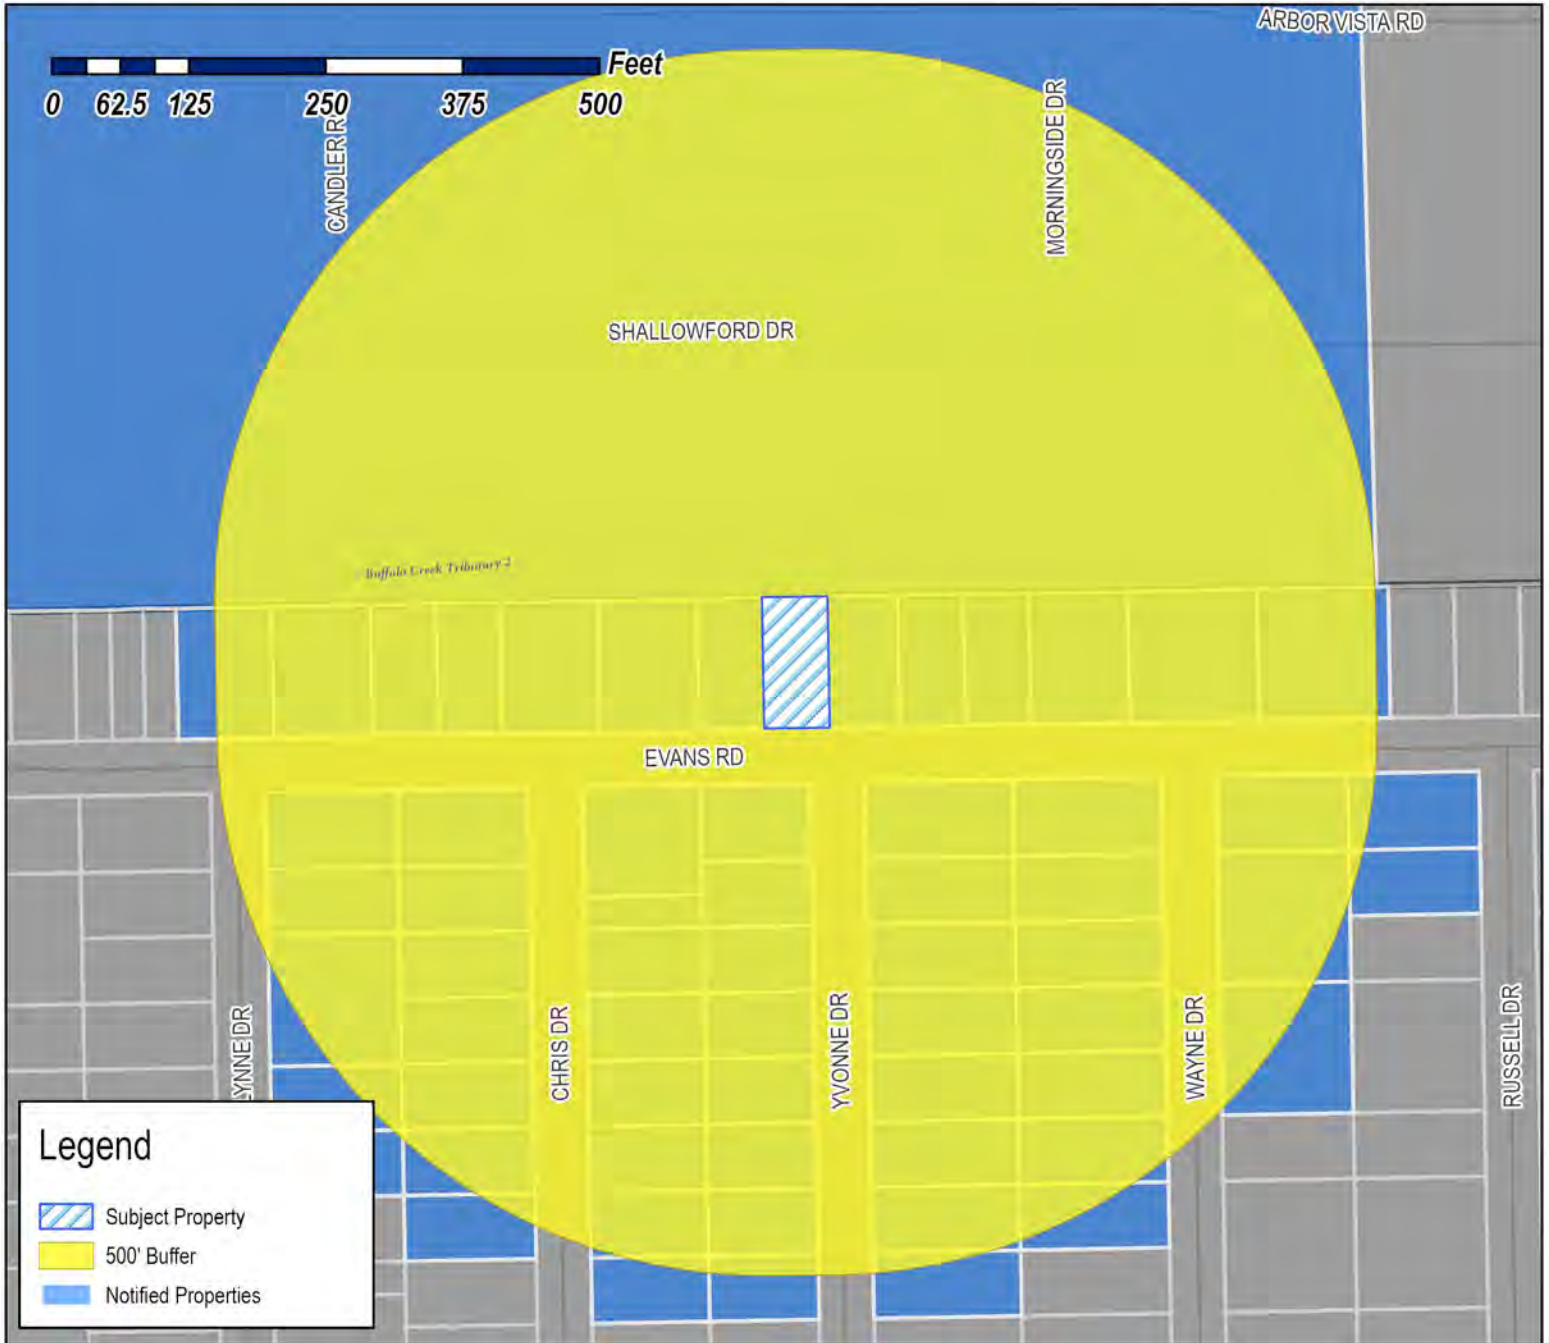 ARBOR VISTA RD
Feet
0 62.5 125 250 375 500
CANDLER R
MORNINGSIDE DR
SHALLOWFORD DR
Buffalo Creek Tributary 2
EVANS RD
LYNNE DR
CHRIS DR
YVONNE DR
WAYNE DR
RUSSELL DR
Legend
Subject Property
500' Buffer
Notified Properties